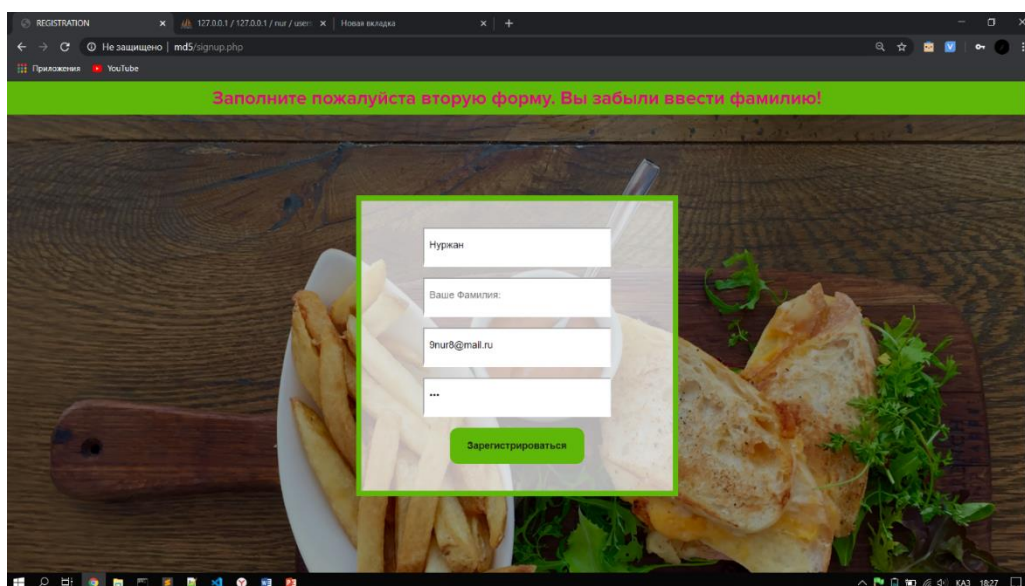 REGISTRATION
127.0.0.1 / 127.0.0.1 / nur / users
Новая вкладка
Не защищено | md5/signup.php
Приложения
YouTube
Заполните пожалуйста вторую форму. Вы забыли ввести фамилию!
Нуржан
Ваше Фамилия:
9nur8@mail.ru
•••
Зарегистрироваться
КАЗ 18:27